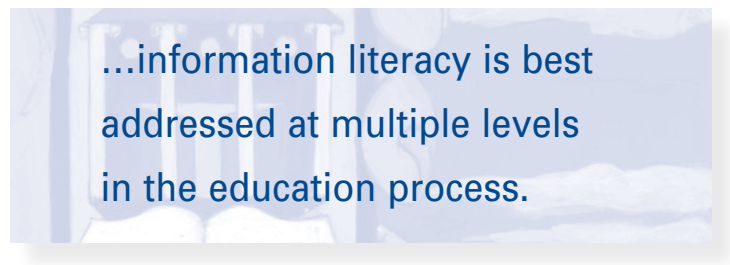 ...information literacy is best
addressed at multiple levels
in the education process.